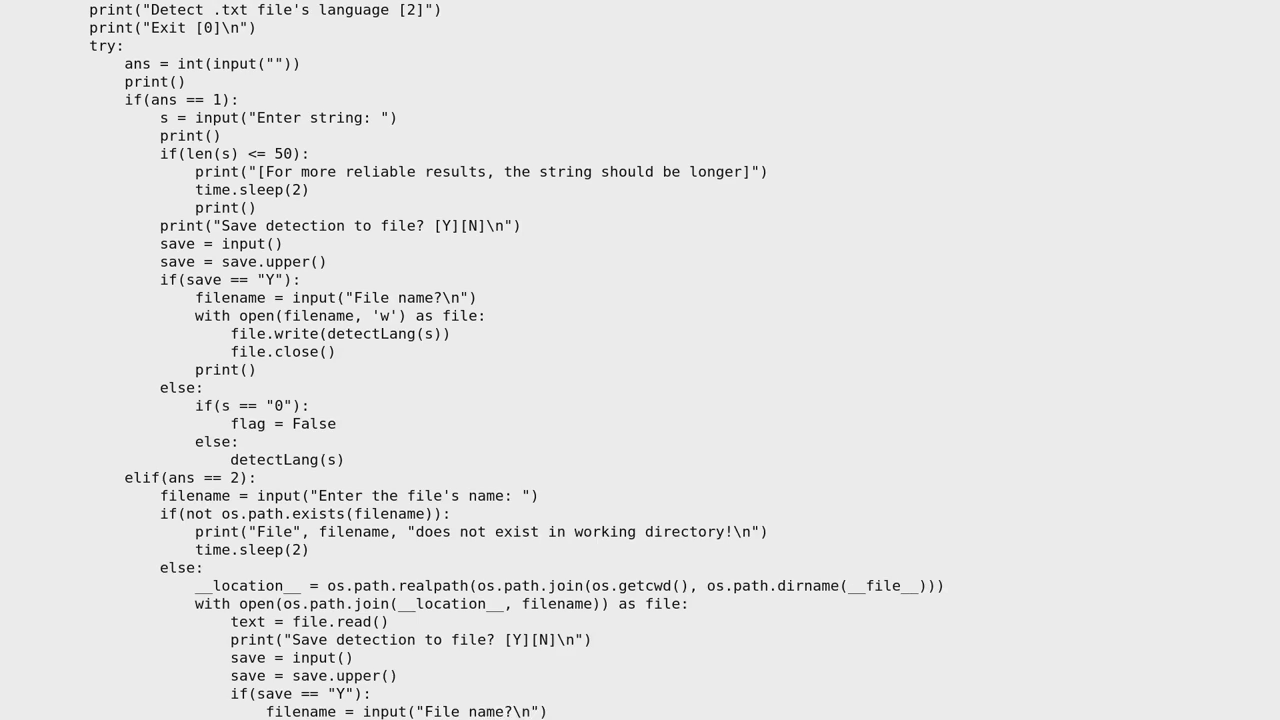 print("Detect .txt file's language [2]")
print("Exit [0]\n")
try:
ans = int(input(""))
print()
if(ans == 1):
s = input("Enter string: ")
print()
if(len(s) <= 50):
print("[For more reliable results, the string should be longer]")
time.sleep(2)
print()
print("Save detection to file? [Y][N]\n")
save = input()
save = save.upper()
if(save == "Y"):
filename = input("File name?\n")
with open(filename, 'w') as file:
file.write(detectLang(s))
file.close()
print()
else:
if(s == "0"):
flag = False
else:
detectLang(s)
elif(ans == 2):
filename = input("Enter the file's name: ")
if(not os.path.exists(filename)):
print("File", filename, "does not exist in working directory!\n")
time.sleep(2)
else:
__location__ = os.path.realpath(os.path.join(os.getcwd(), os.path.dirname(__file__)))
with open(os.path.join(__location__, filename)) as file:
text = file.read()
print("Save detection to file? [Y][N]\n")
save = input()
save = save.upper()
if(save == "Y"):
filename = input("File name?\n")